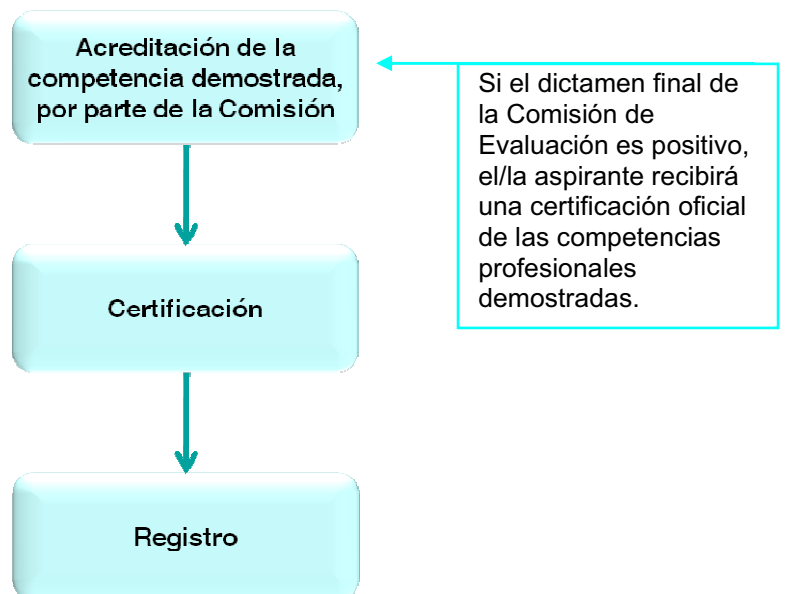 Acreditación de la
competencia demostrada,
por parte de la Comisión
Si el dictamen final de
la Comisión de
Evaluación es positivo,
el/la aspirante recibirá
una certificación oficial
de las competencias
profesionales
demostradas.
Certificación
Registro